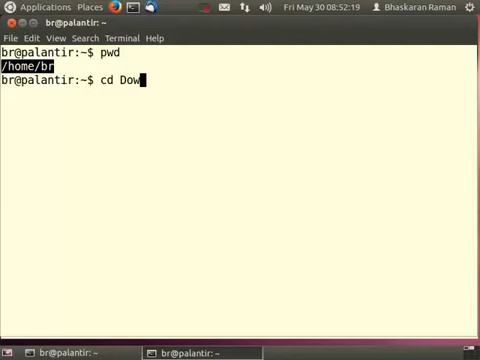 Applications Places Fri May 30 08:52:19 Bhaskaran Raman
br@palantir: ~
File Edit View Search Terminal Help
br@palantir:~$ pwd
/home/br
br@palantir:~$ cd Dow
br@palantir: ~ br@palantir: ~